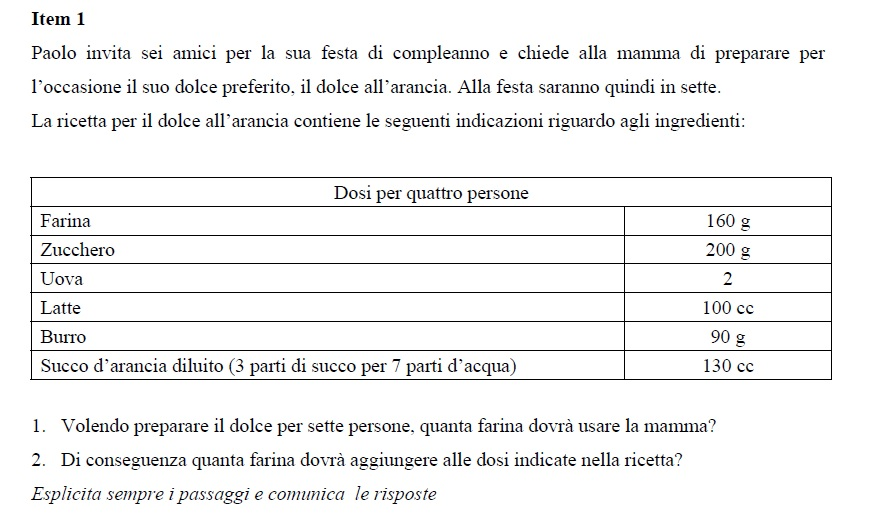 Item 1
Paolo invita sei amici per la sua festa di compleanno e chiede alla mamma di preparare per
l’occasione il suo dolce preferito, il dolce all’arancia. Alla festa saranno quindi in sette.
La ricetta per il dolce all’arancia contiene le seguenti indicazioni riguardo agli ingredienti:
Dosi per quattro persone
Farina 160 g
Zucchero 200 g
Uova 2
Latte 100 cc
Burro 90 g
Succo d’arancia diluito (3 parti di succo per 7 parti d’acqua) 130 cc
1. Volendo preparare il dolce per sette persone, quanta farina dovrà usare la mamma?
2. Di conseguenza quanta farina dovrà aggiungere alle dosi indicate nella ricetta?
Esplicita sempre i passaggi e comunica le risposte